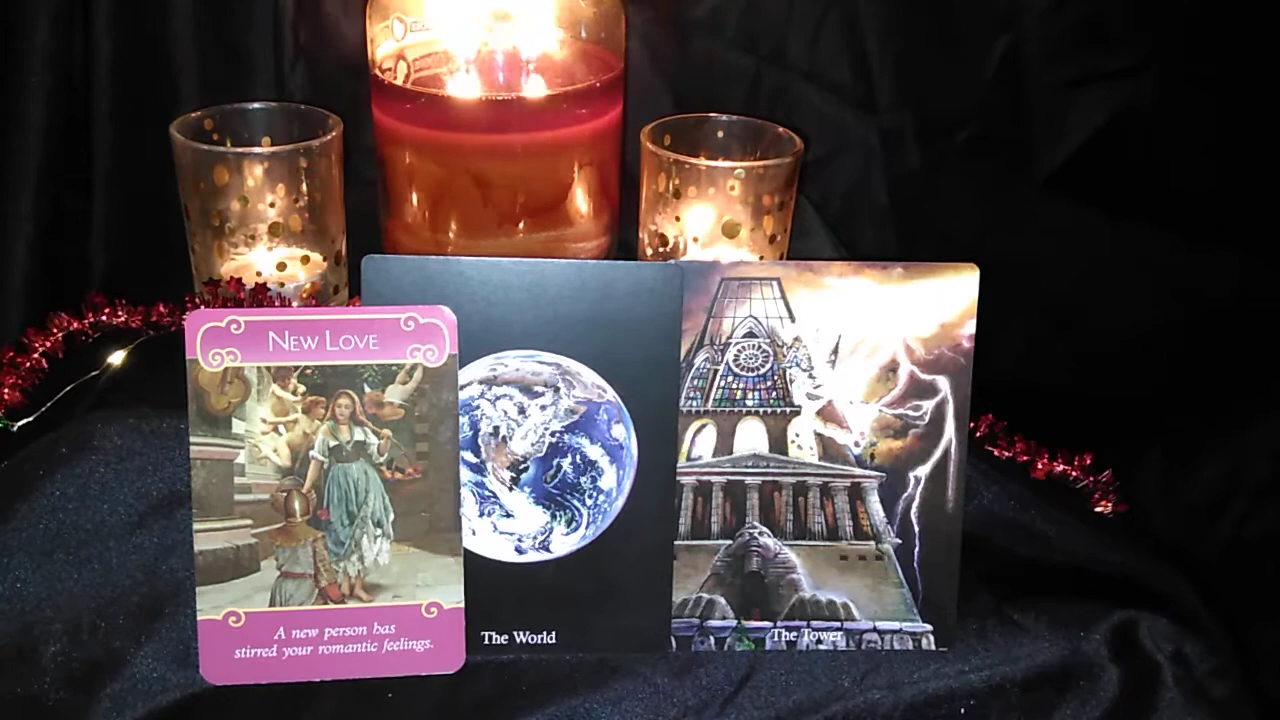 New Love
A new person has
stirred your romantic feelings.
The World
The Tower